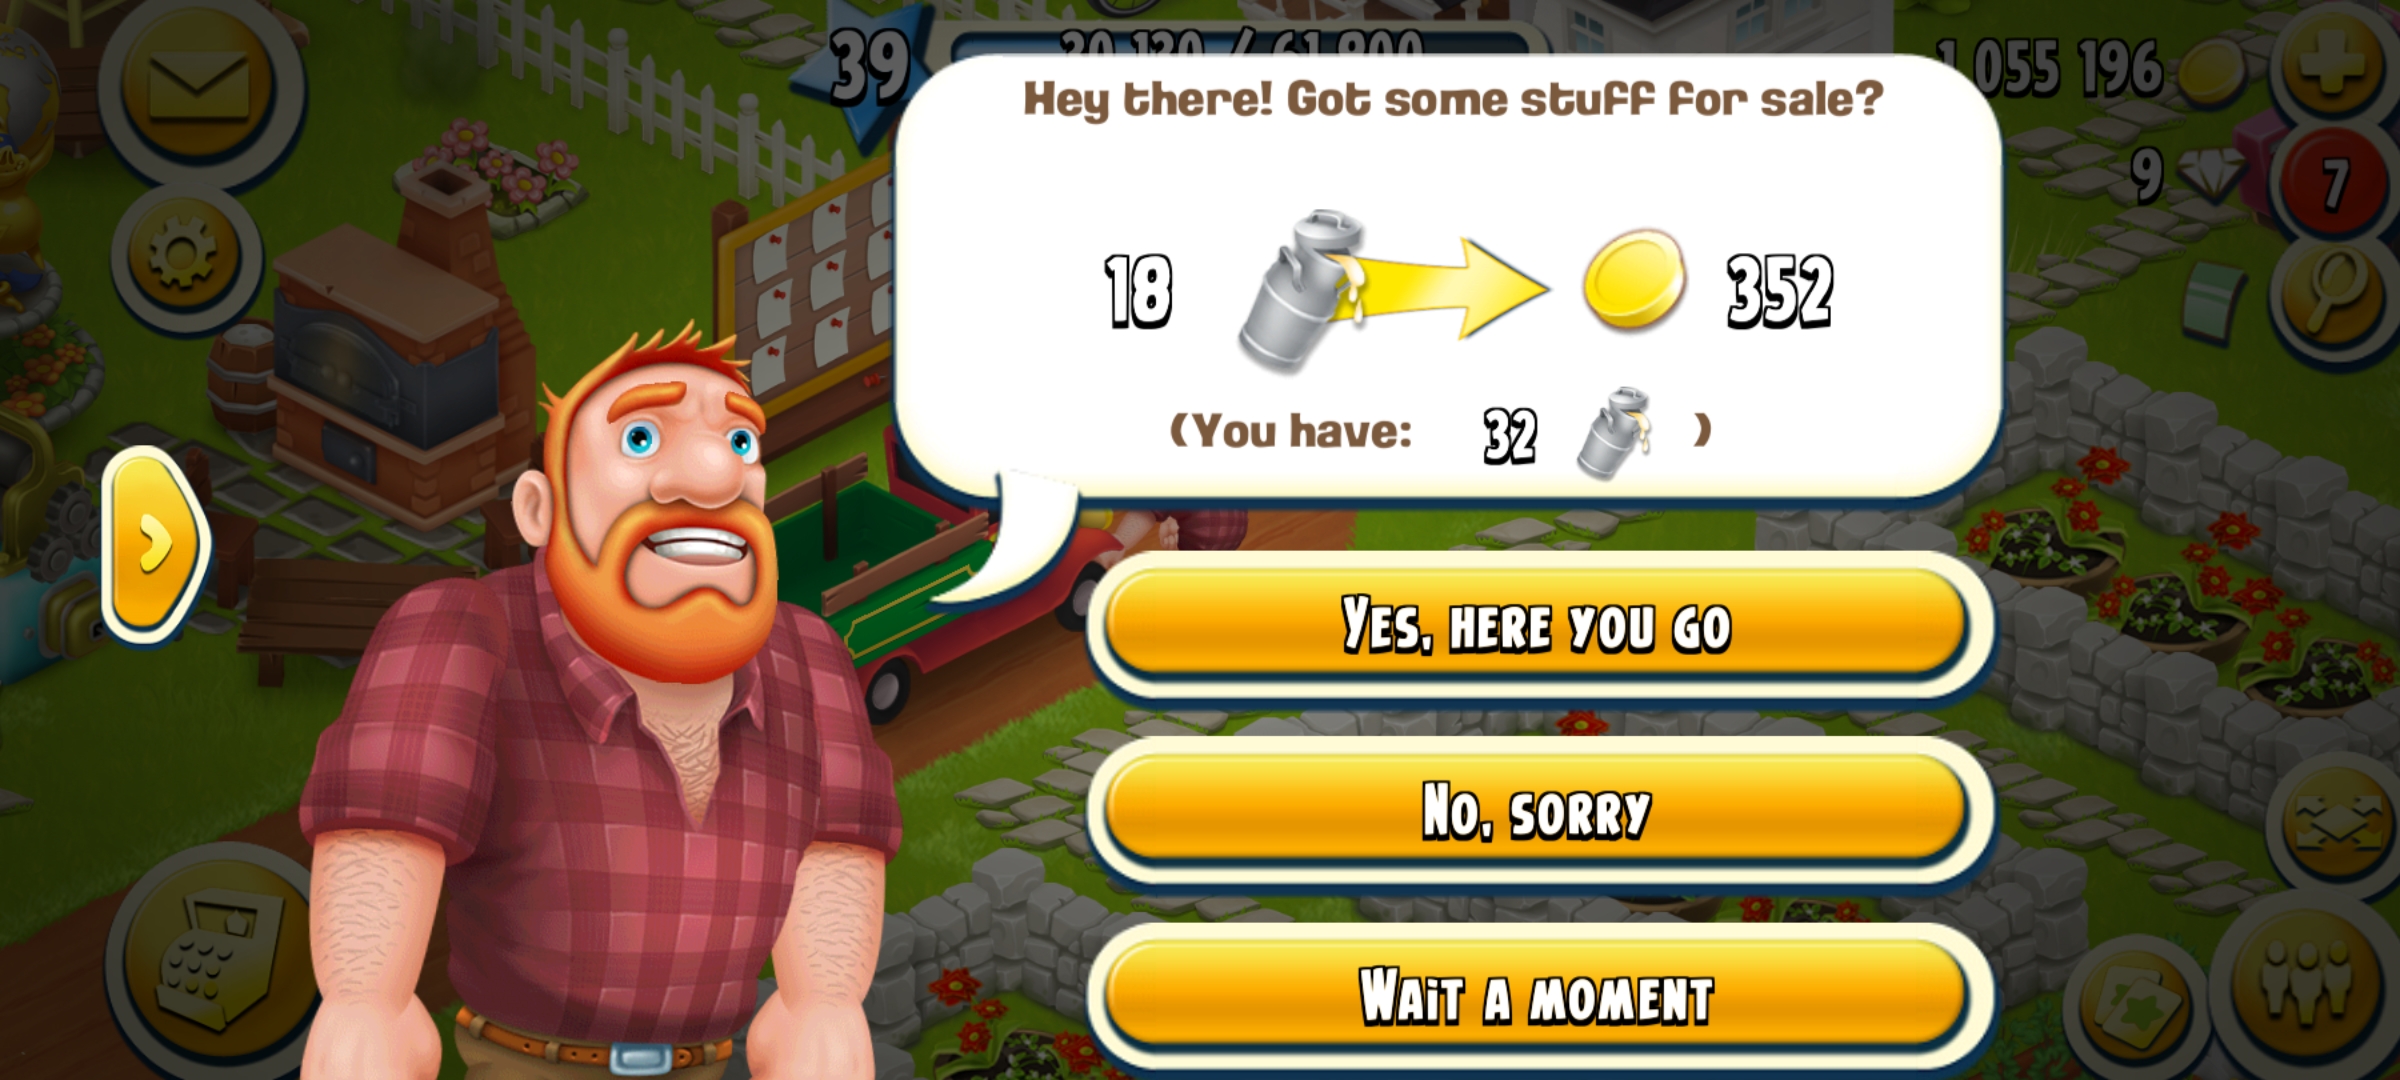 39
1 055 196
9
7
Hey there! Got some stuff for sale?
18
352
(You have: 32 )
Yes, here you go
No, sorry
Wait a moment